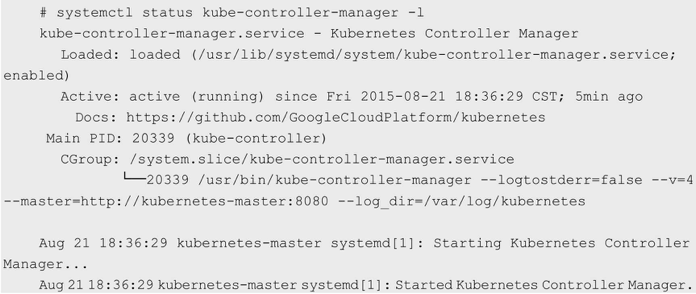 # systemctl status kube-controller-manager -l
kube-controller-manager.service - Kubernetes Controller Manager
Loaded: loaded (/usr/lib/systemd/system/kube-controller-manager.service;
enabled)
Active: active (running) since Fri 2015-08-21 18:36:29 CST; 5min ago
Docs: https://github.com/GoogleCloudPlatform/kubernetes
Main PID: 20339 (kube-controller)
CGroup: /system.slice/kube-controller-manager.service
└─20339 /usr/bin/kube-controller-manager --logtostderr=false --v=4
--master=http://kubernetes-master:8080 --log_dir=/var/log/kubernetes
Aug 21 18:36:29 kubernetes-master systemd[1]: Starting Kubernetes Controller
Manager...
Aug 21 18:36:29 kubernetes-master systemd[1]: Started Kubernetes Controller Manager.